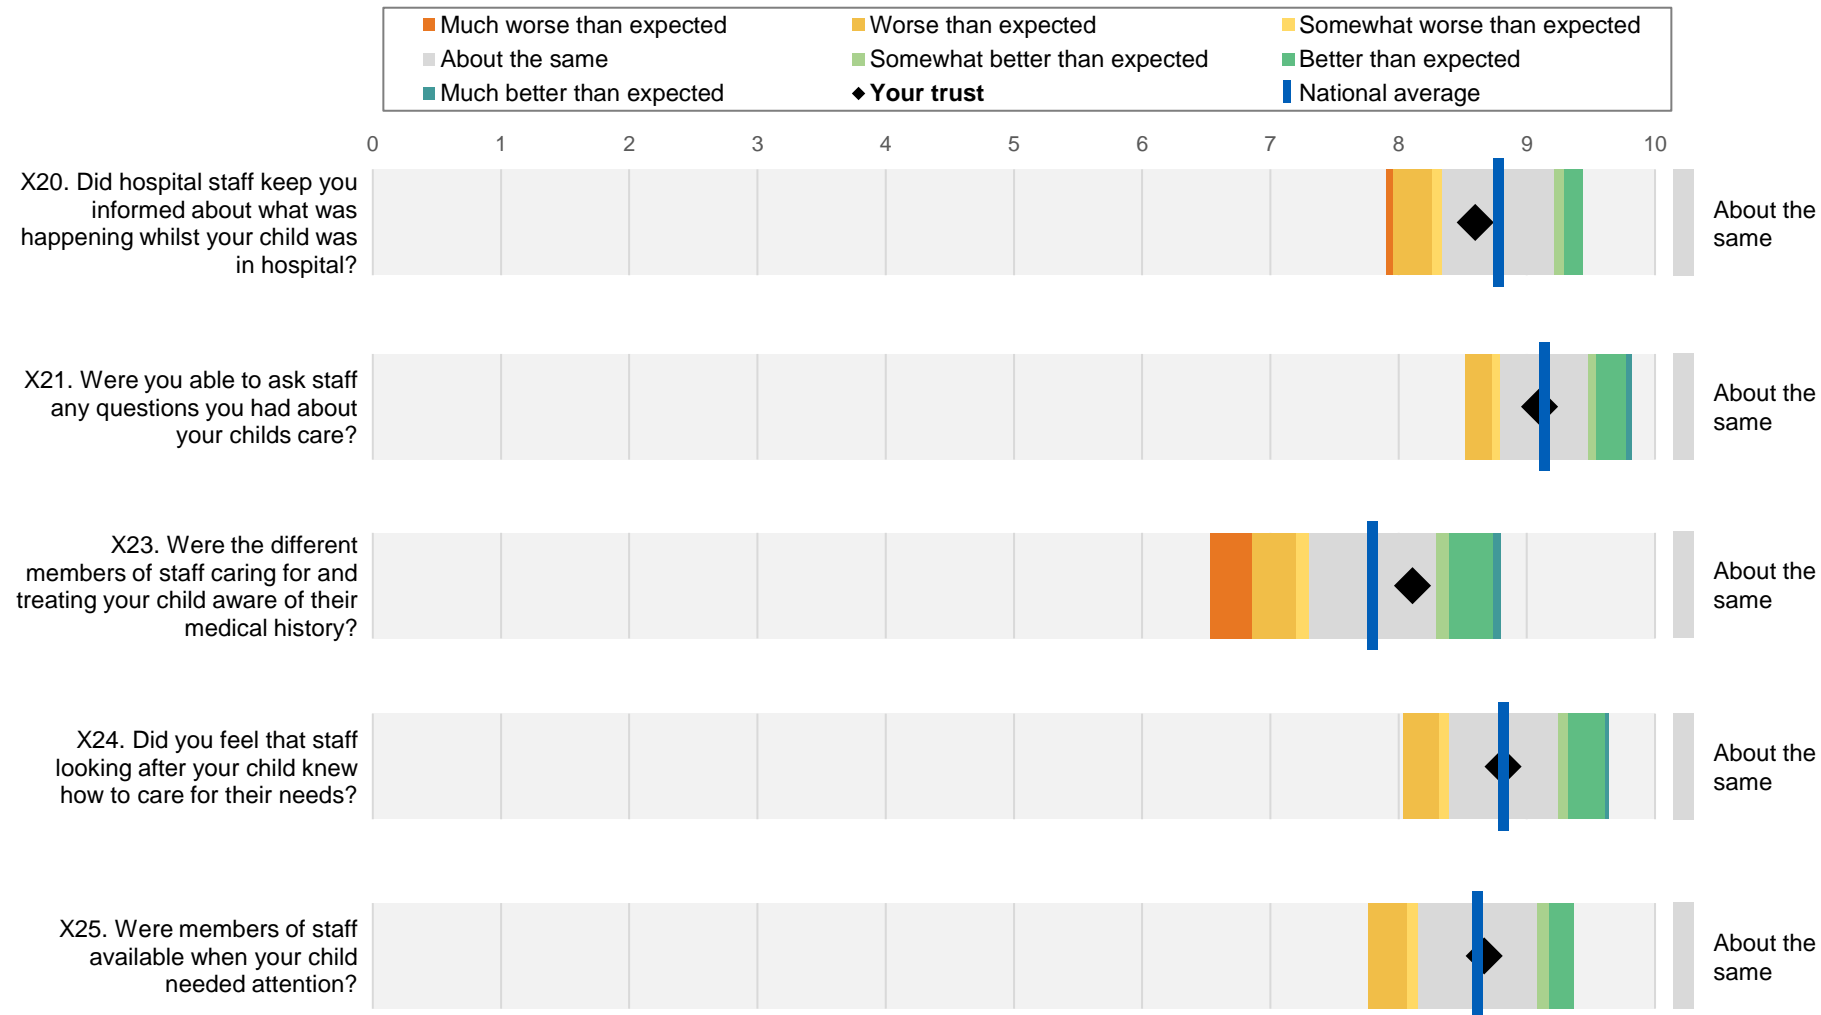 Much worse than expected
Worse than expected
Somewhat worse than expected
About the same
Somewhat better than expected
Better than expected
Much better than expected
Your trust
National average
0 1 2 3 4 5 6 7 8 9 10
X20. Did hospital staff keep you
informed about what was
happening whilst your child was
in hospital?
About the
same
X21. Were you able to ask staff
any questions you had about
your childs care?
About the
same
X23. Were the different
members of staff caring for and
treating your child aware of their
medical history?
About the
same
X24. Did you feel that staff
looking after your child knew
how to care for their needs?
About the
same
X25. Were members of staff
available when your child
needed attention?
About the
same